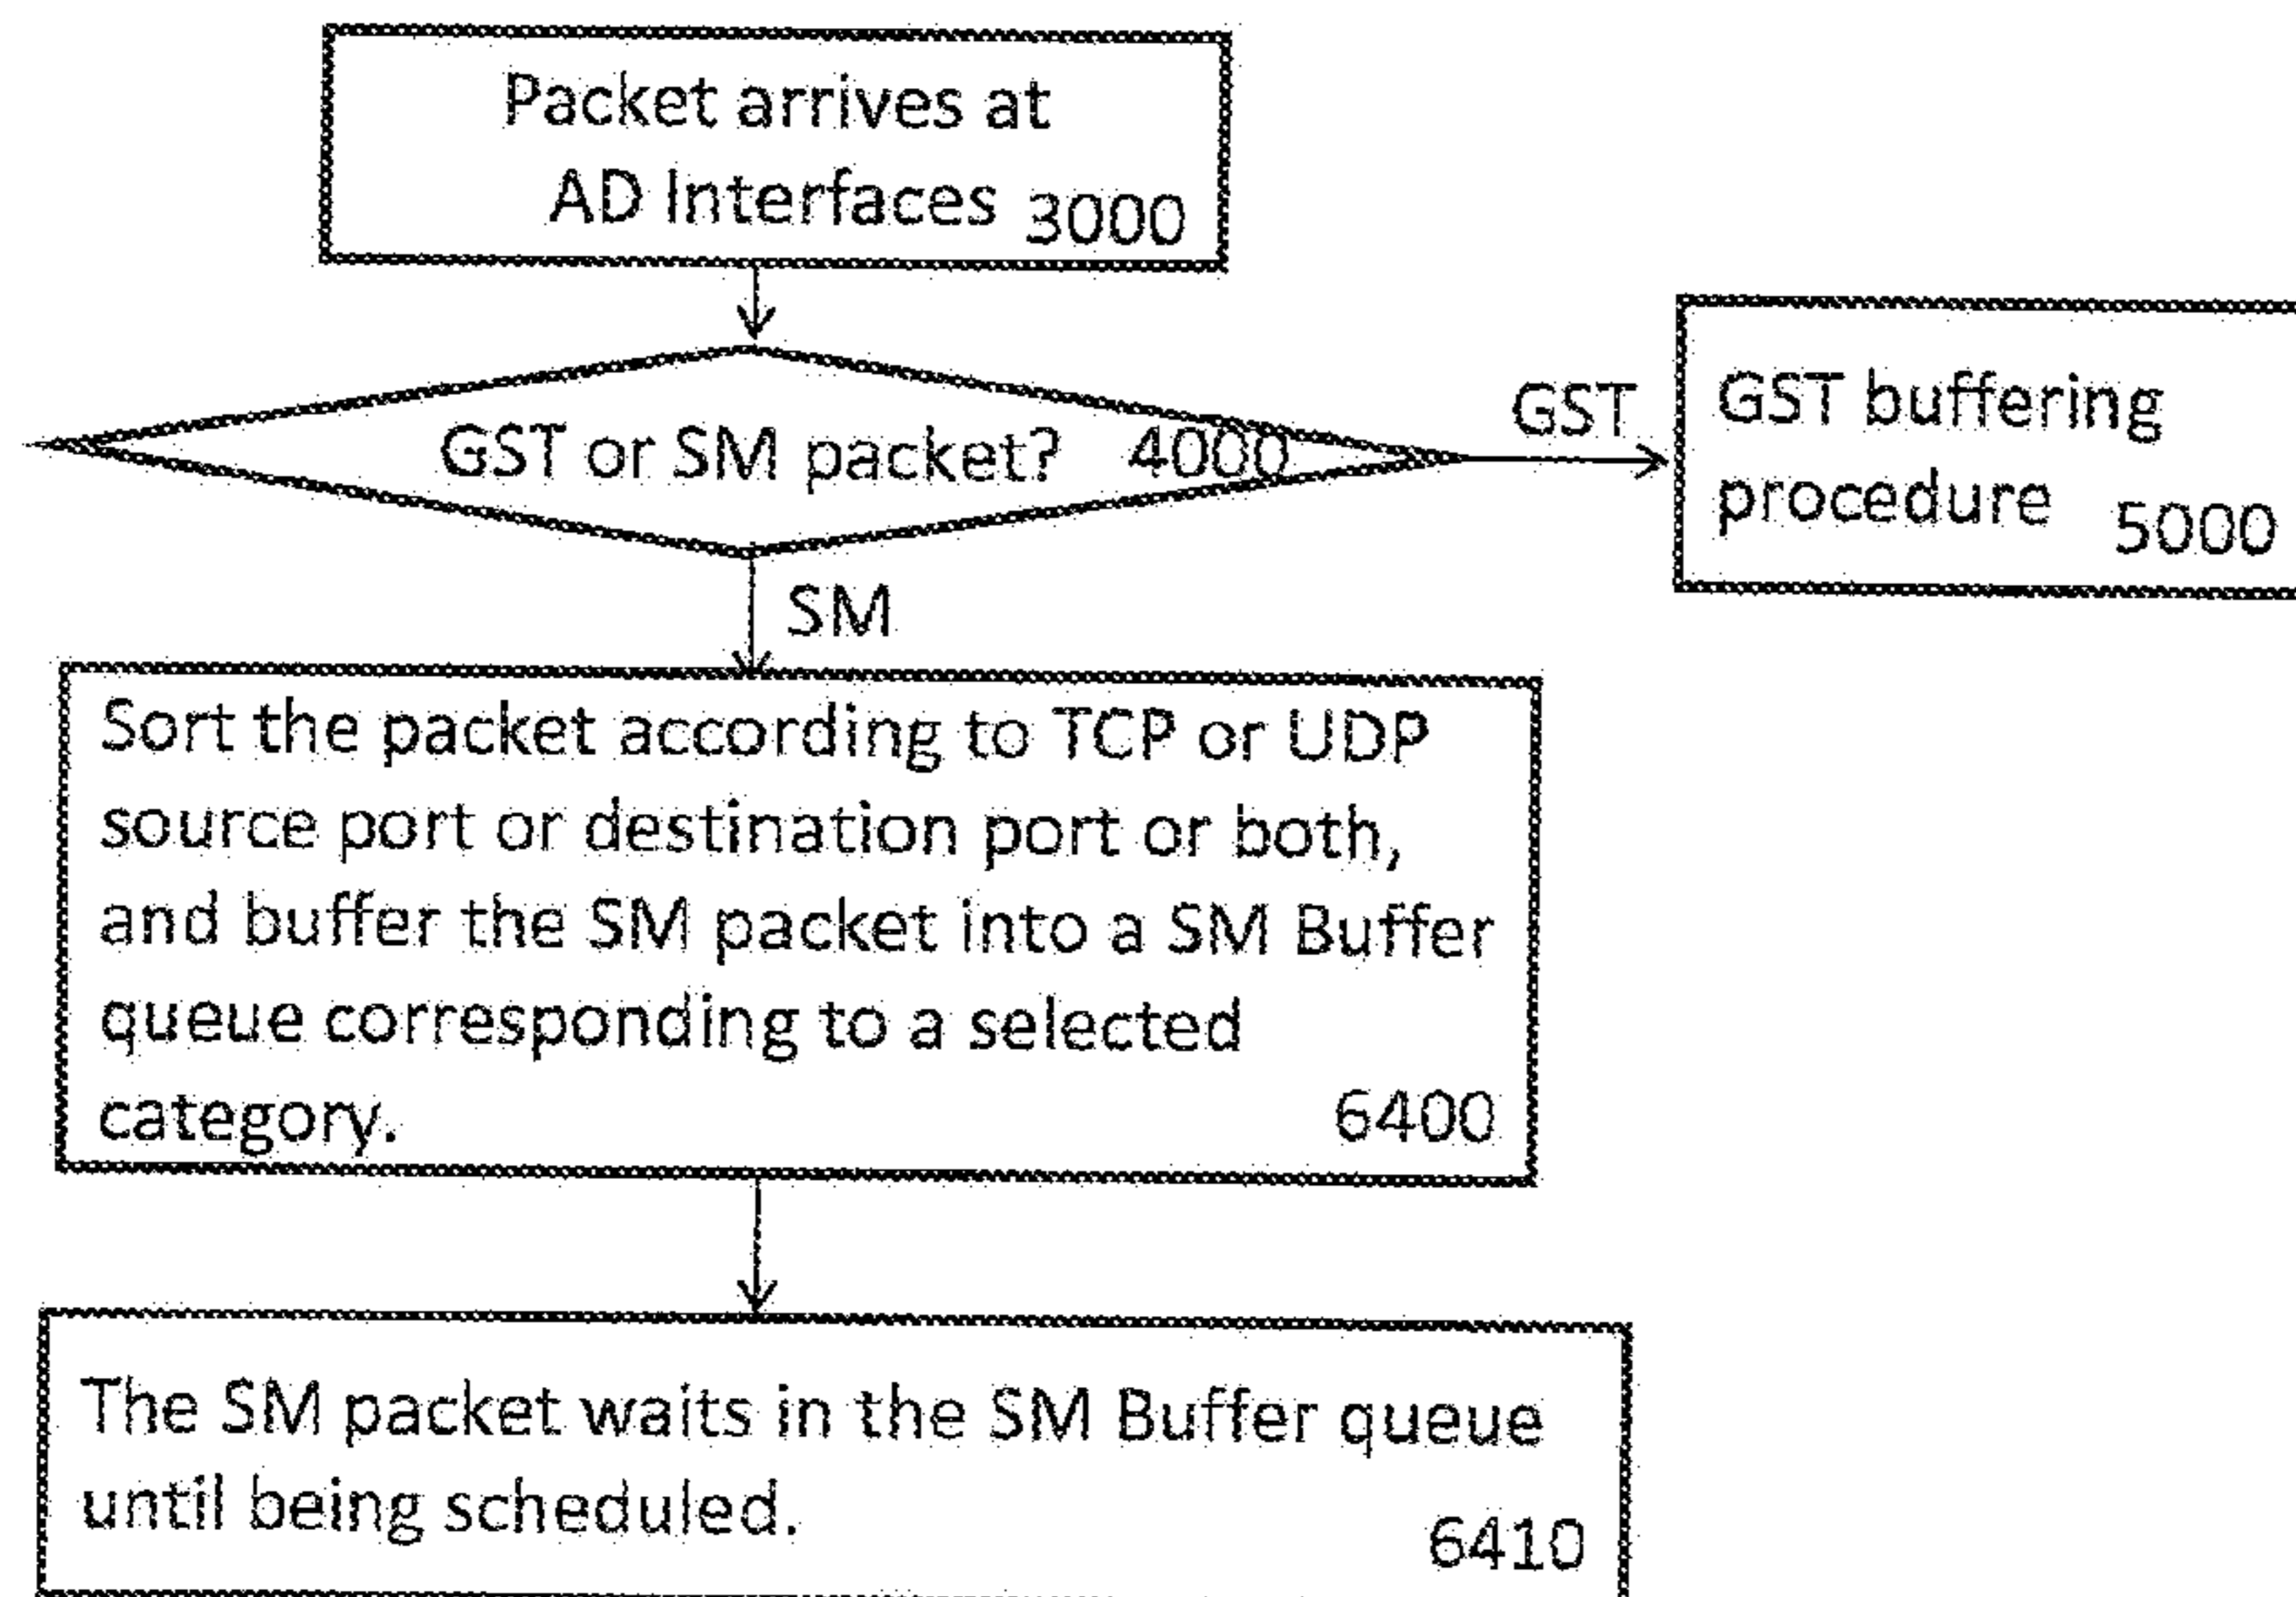 Packet arrives at
AD Interfaces 3000
GST or SM packet? 4000
GST
GST buffering
procedure 5000
SM
Sort the packet according to TCP or UDP
source port or destination port or both,
and buffer the SM packet into a SM Buffer
queue corresponding to a selected
category. 6400
The SM packet waits in the SM Buffer queue
until being scheduled. 6410